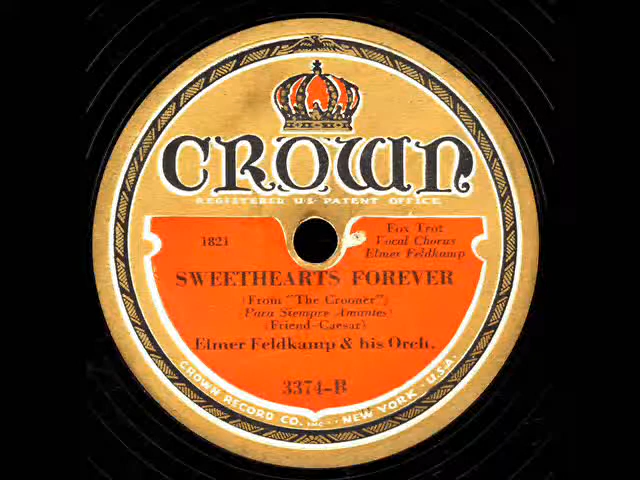 CROWN
REGISTERED U.S. PATENT OFFICE
1821
Fox Trot
Vocal Chorus
Elmer Feldkamp
SWEETHEARTS FOREVER
(From "The Crooner")
(Para Siempre Amantes)
(Friend-Caesar)
Elmer Feldkamp & his Orch.
3374-B
CROWN RECORD CO. INC. · NEW YORK · U.S.A.